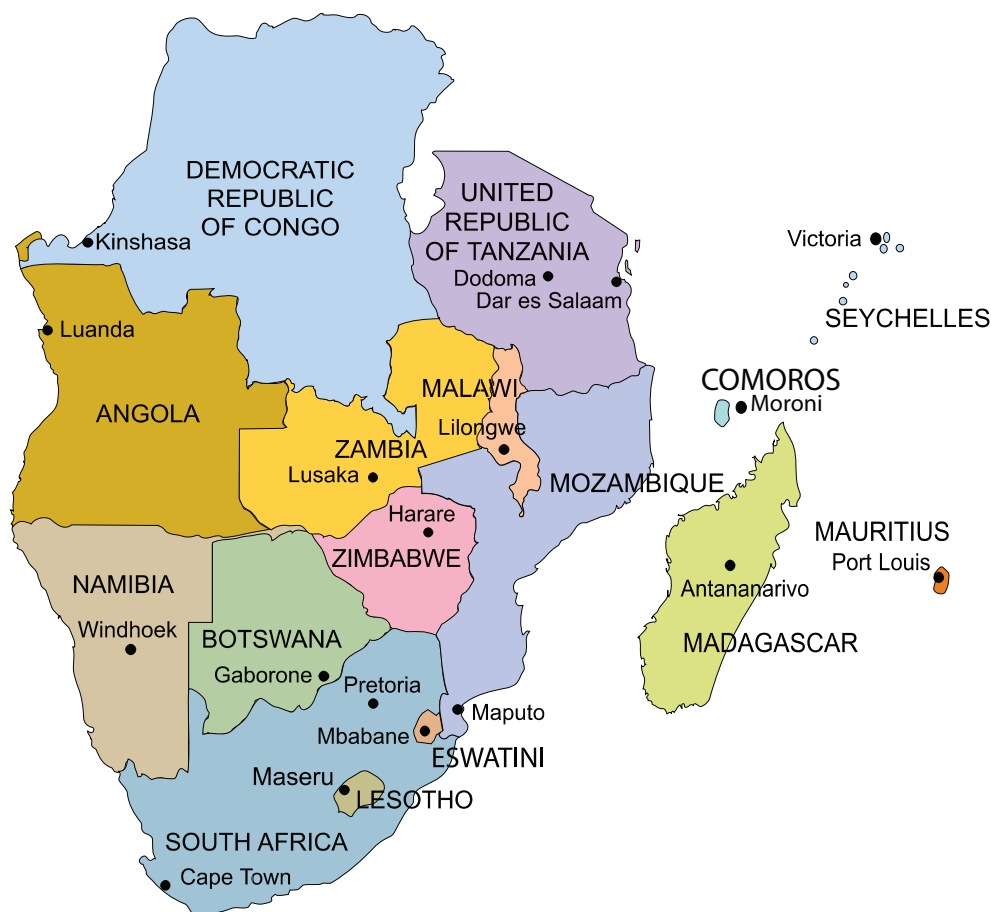 DEMOCRATIC
REPUBLIC
OF CONGO
UNITED
REPUBLIC
OF TANZANIA
Kinshasa
Victoria
Dodoma
Dar es Salaam
SEYCHELLES
Luanda
COMOROS
Moroni
MALAWI
ANGOLA
Lilongwe
ZAMBIA
Lusaka
MOZAMBIQUE
Harare
ZIMBABWE
MAURITIUS
Port Louis
NAMIBIA
Antananarivo
Windhoek
BOTSWANA
MADAGASCAR
Gaborone
Pretoria
Maputo
Mbabane
ESWATINI
Maseru
LESOTHO
SOUTH AFRICA
Cape Town